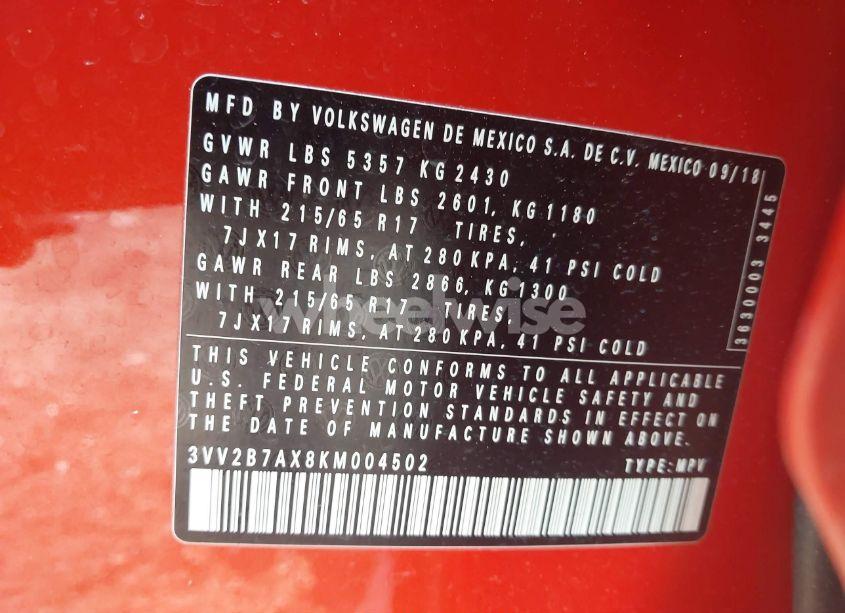 MFD BY VOLKSWAGEN DE MEXICO S.A. DE C.V. MEXICO 09/18
GVWR LBS 5357 KG 2430
GAWR FRONT LBS 2601, KG 1180
WITH 215/65 R17 TIRES,
7JX17 RIMS, AT 280 KPA, 41 PSI COLD
GAWR REAR LBS 2866, KG 1300
WITH 215/65 R17 TIRES,
7JX17 RIMS, AT 280 KPA, 41 PSI COLD
THIS VEHICLE CONFORMS TO ALL APPLICABLE
U.S. FEDERAL MOTOR VEHICLE SAFETY AND
THEFT PREVENTION STANDARDS IN EFFECT ON
THE DATE OF MANUFACTURE SHOWN ABOVE.
3VV2B7AX8KM004502 TYPE: MPV
3630003 3445
wheelwise